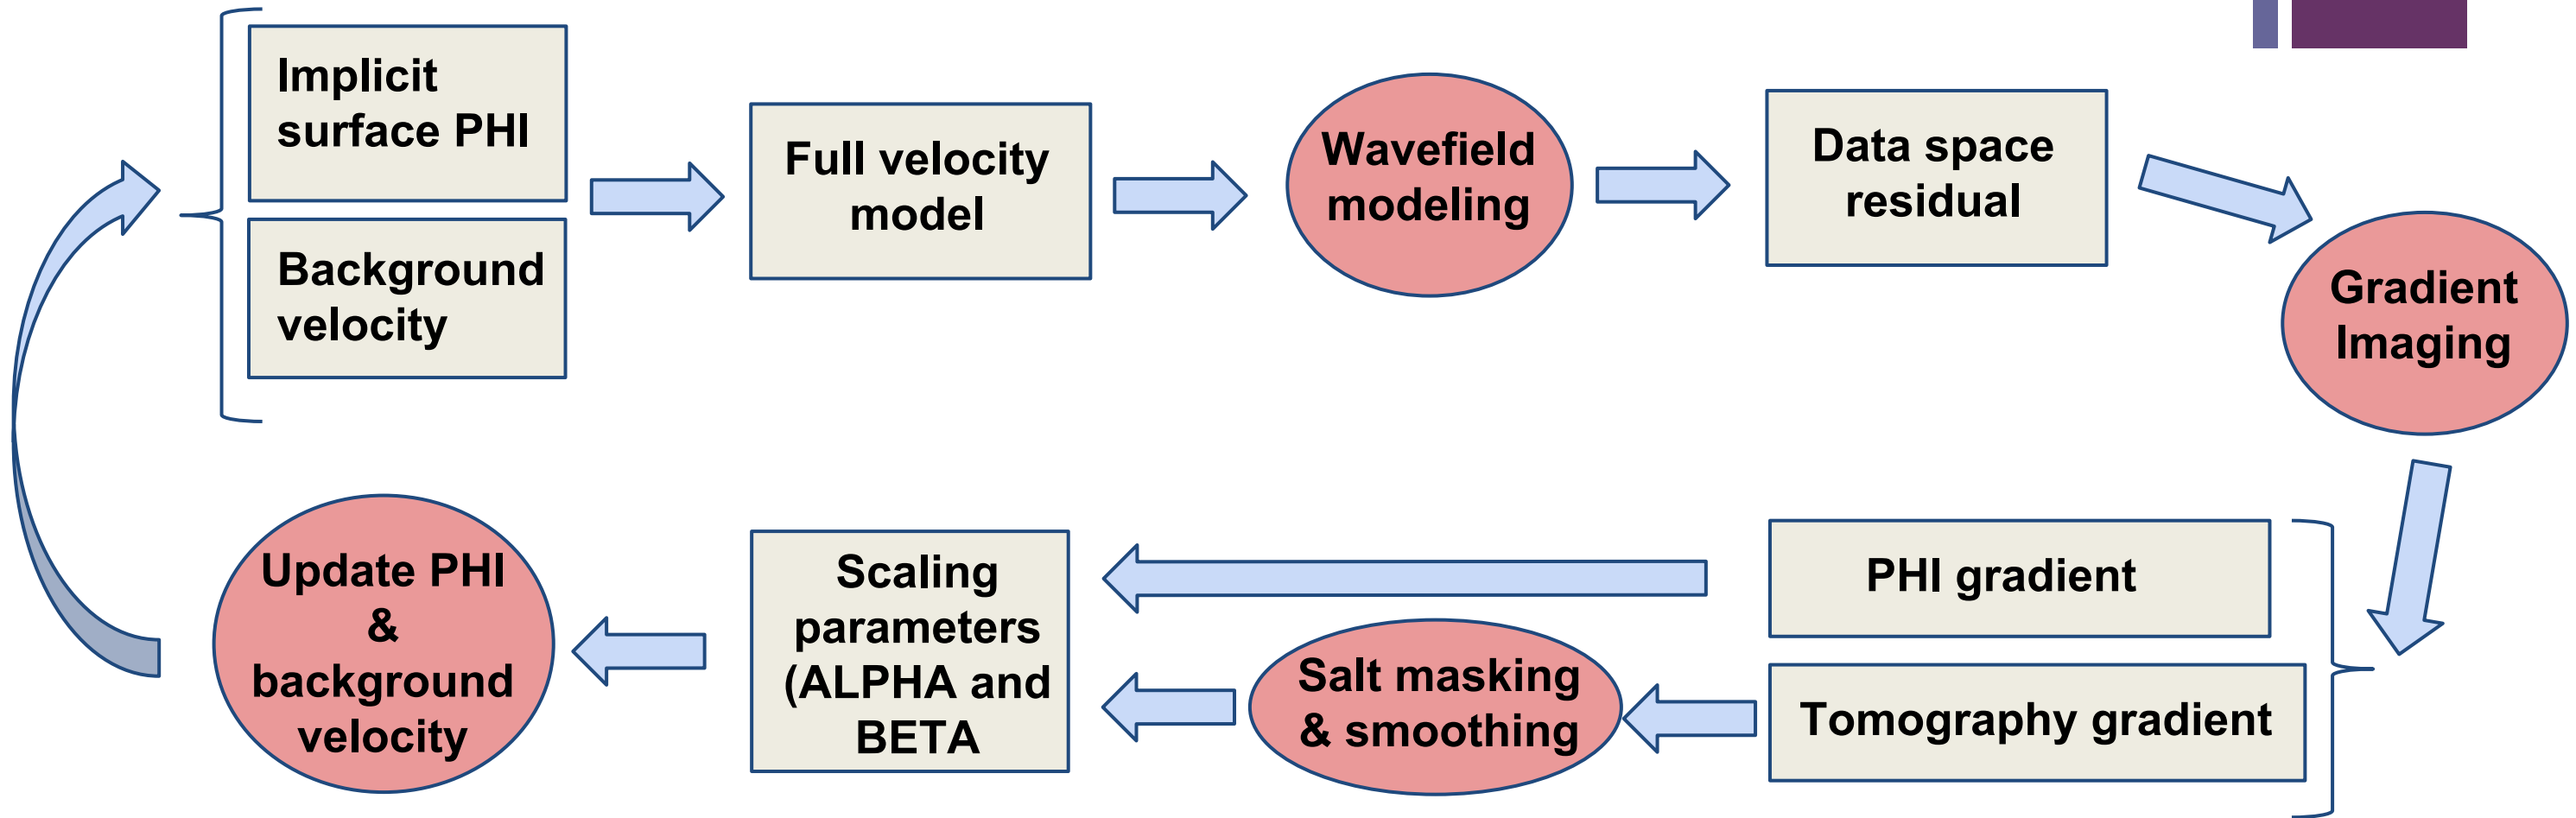 Implicit
surface PHI
Background
velocity
Full velocity
model
Wavefield
modeling
Data space
residual
Gradient
Imaging
PHI gradient
Tomography gradient
Salt masking
& smoothing
Scaling
parameters
(ALPHA and
BETA
Update PHI
&
background
velocity